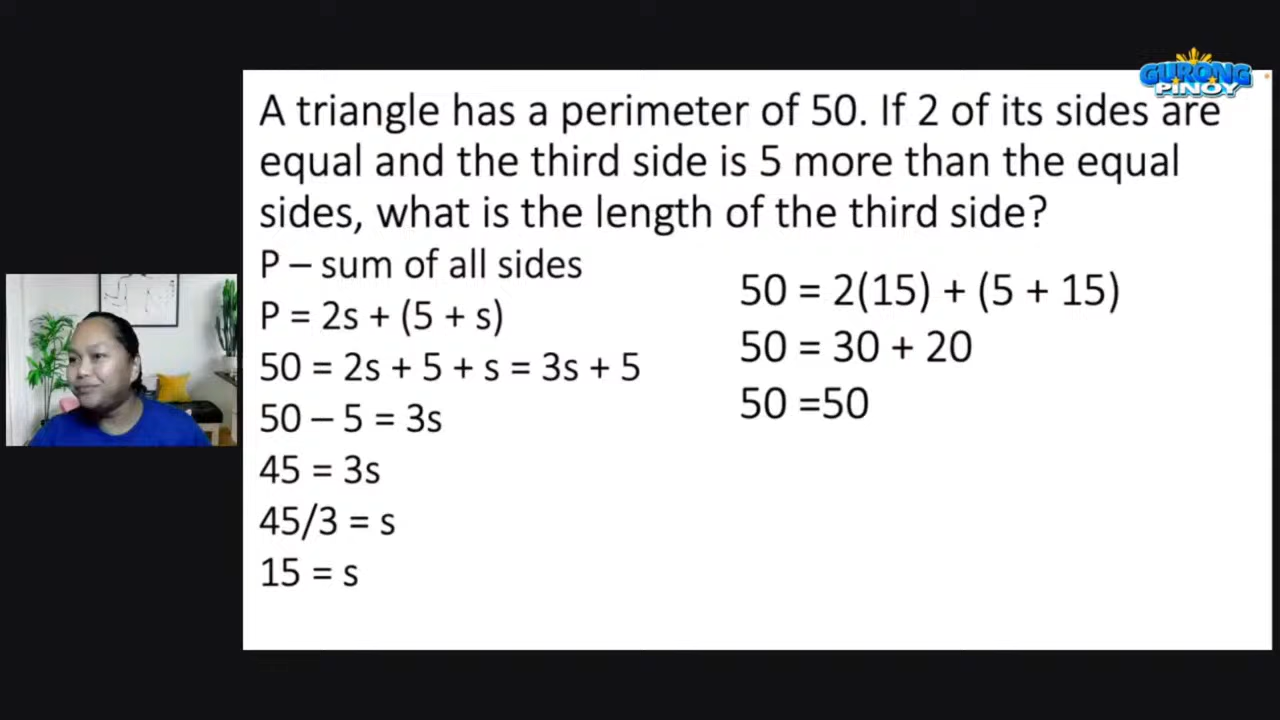 GURONG
PINOY
A triangle has a perimeter of 50. If 2 of its sides are
equal and the third side is 5 more than the equal
sides, what is the length of the third side?
P – sum of all sides
P = 2s + (5 + s)
50 = 2s + 5 + s = 3s + 5
50 – 5 = 3s
45 = 3s
45/3 = s
15 = s
50 = 2(15) + (5 + 15)
50 = 30 + 20
50 =50